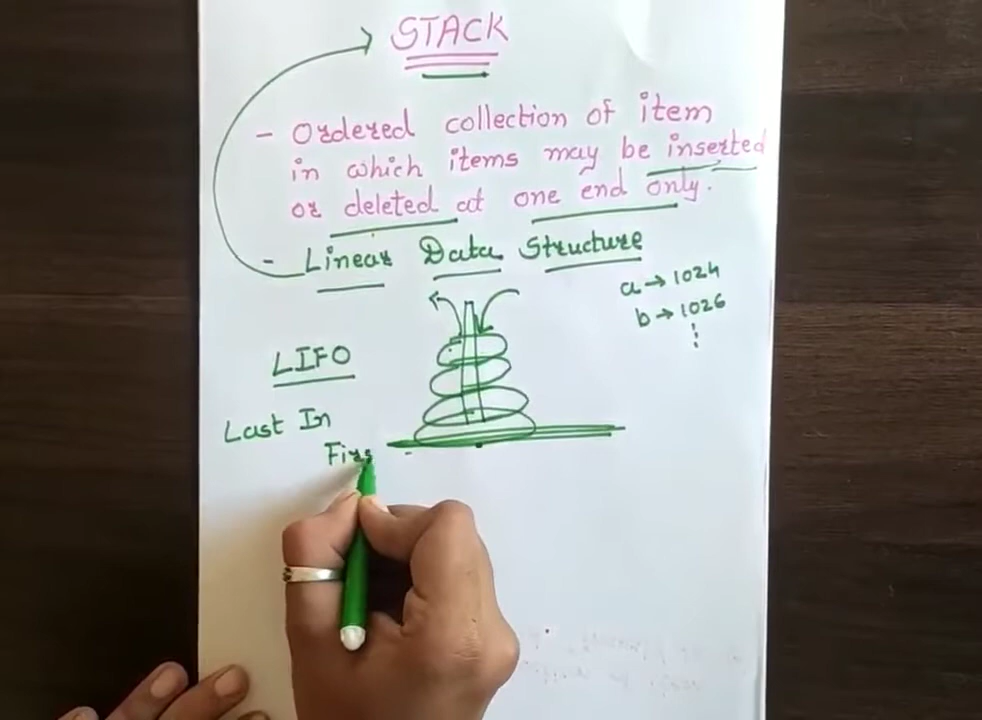 STACK
- Ordered collection of item
in which items may be inserted
or deleted at one end only.
- Linear Data Structure
a → 1024
b → 1026
LIFO
Last In
Firs